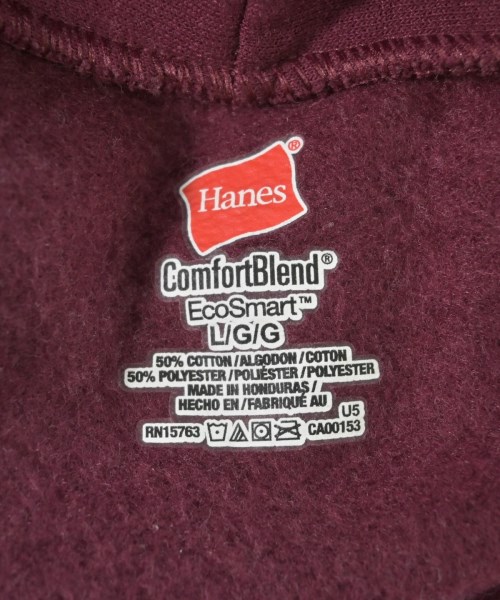 Hanes®
ComfortBlend®
EcoSmart™
L/G/G
50% COTTON/ALGODON/COTON
50% POLYESTER/POLIÉSTER/POLYESTER
MADE IN HONDURAS/
HECHO EN/FABRIQUÉ AU
U5
RN15763 CA00153